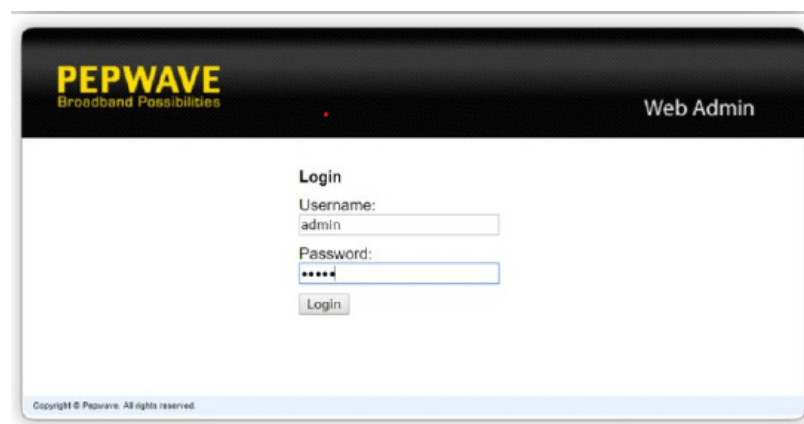 PEPWAVE
Broadband Possibilities
Web Admin
Login
Username:
admin
Password:
•••••
Login
Copyright © Pepwave. All rights reserved.